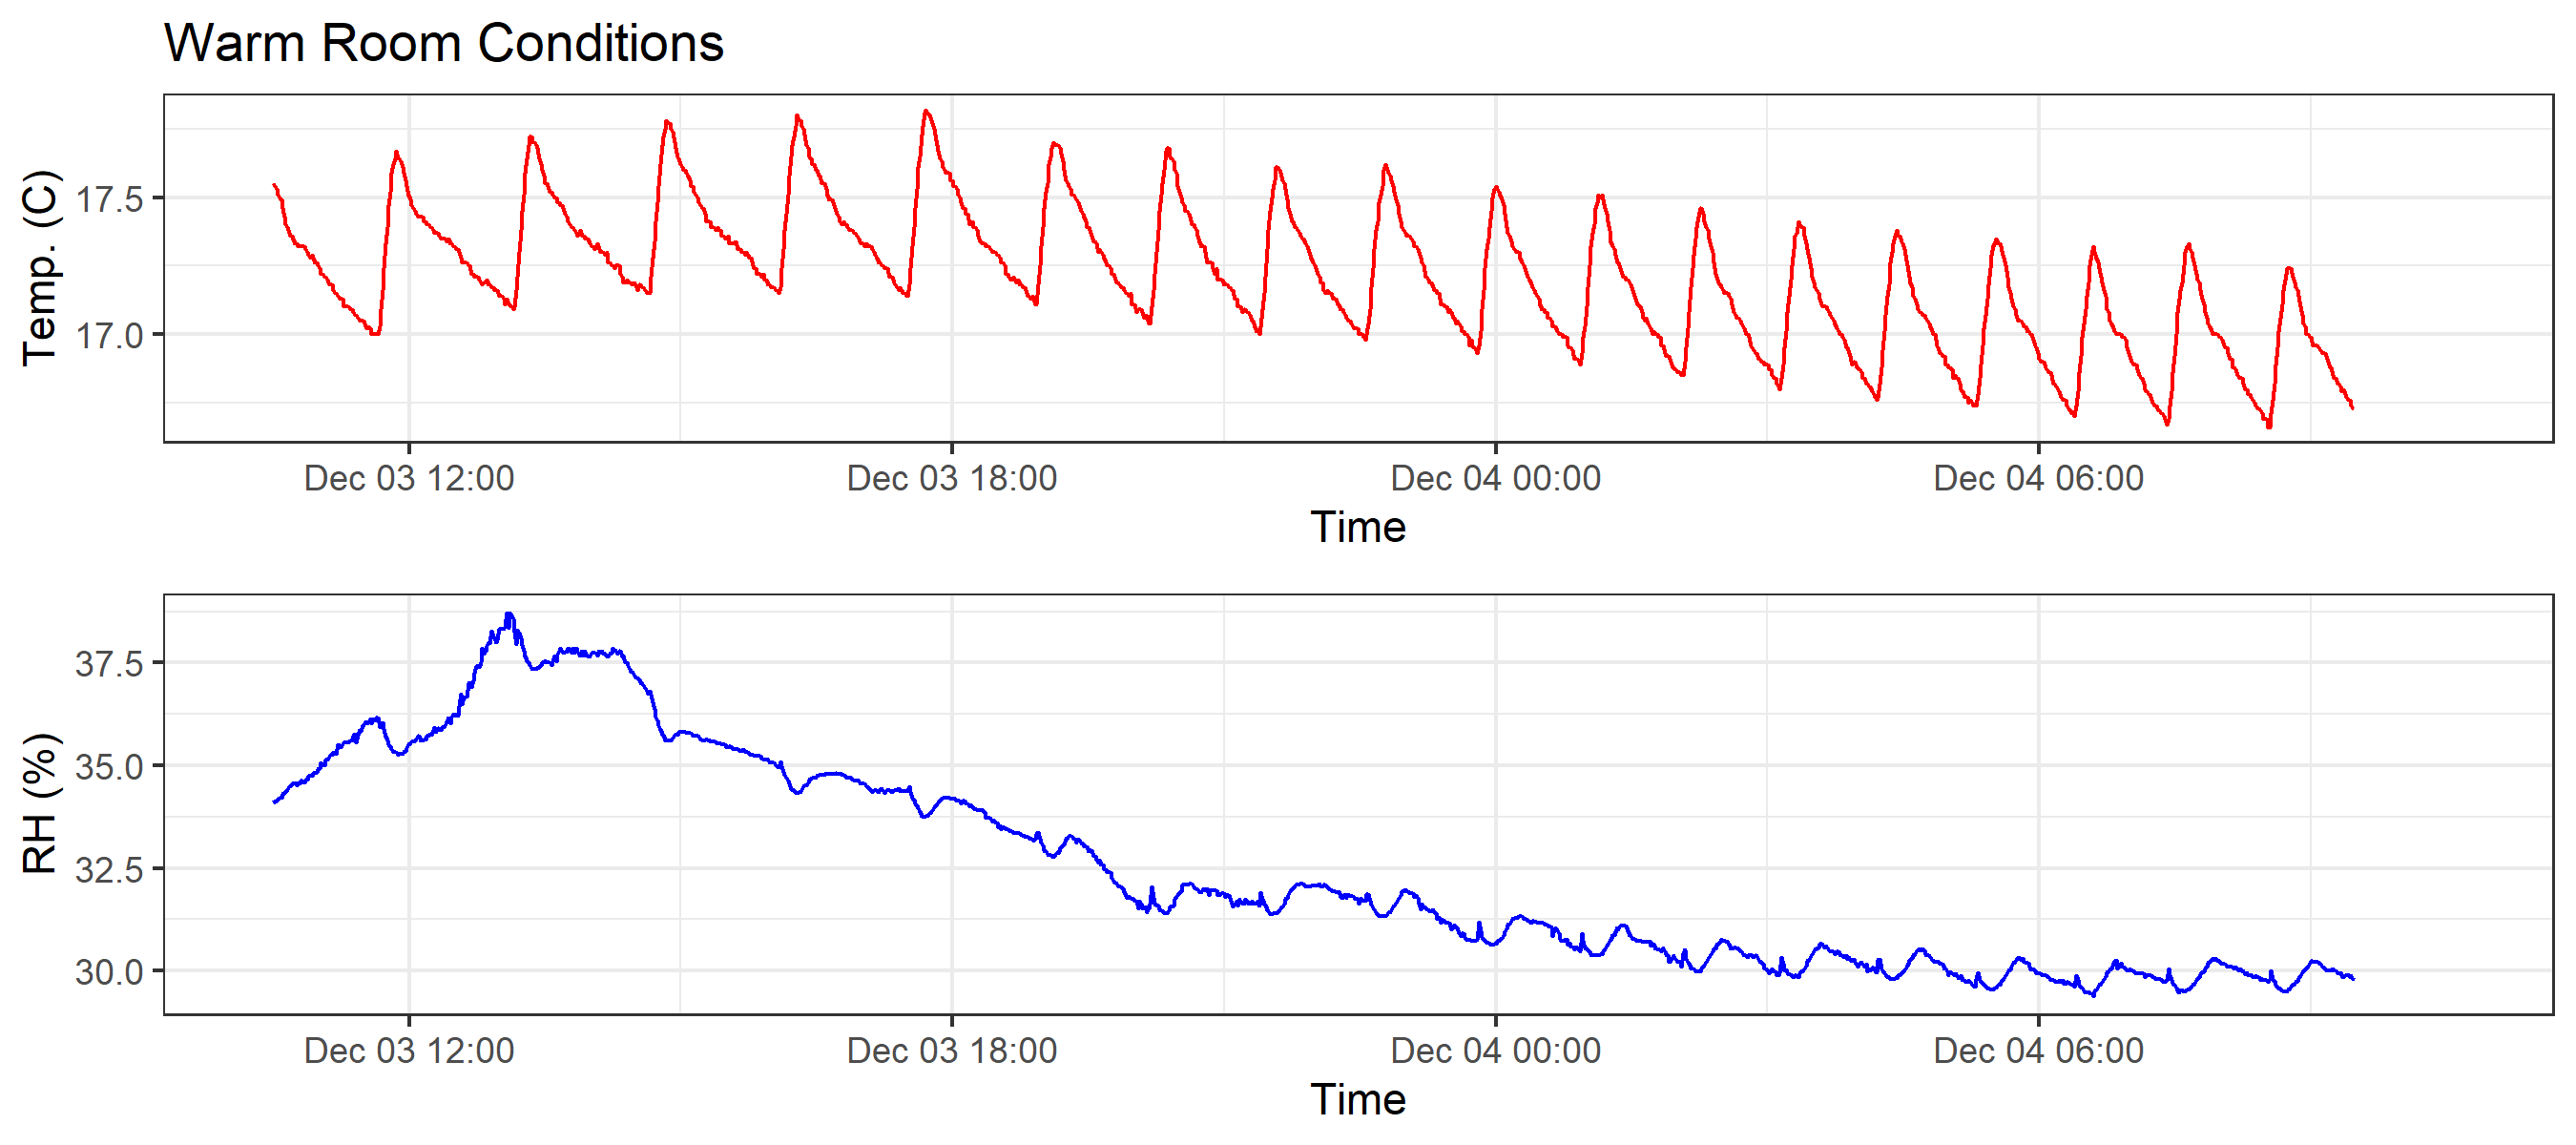 Warm Room Conditions
Temp. (C)
17.5
17.0
Dec 03 12:00 Dec 03 18:00 Dec 04 00:00 Dec 04 06:00
Time
RH (%)
37.5
35.0
32.5
30.0
Dec 03 12:00 Dec 03 18:00 Dec 04 00:00 Dec 04 06:00
Time